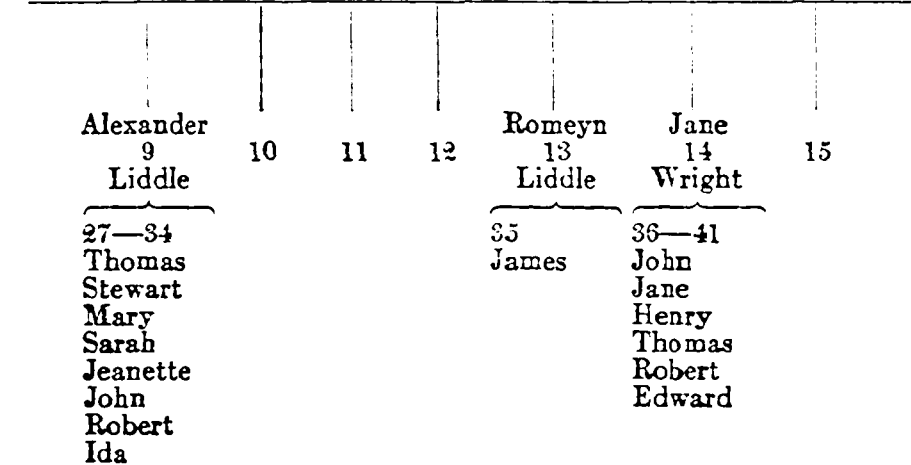 Alexander Romeyn Jane
9 10 11 12 13 14 15
Liddle Liddle Wright
27—34 35 36—41
Thomas James John
Stewart Jane
Mary Henry
Sarah Thomas
Jeanette Robert
John Edward
Robert
Ida